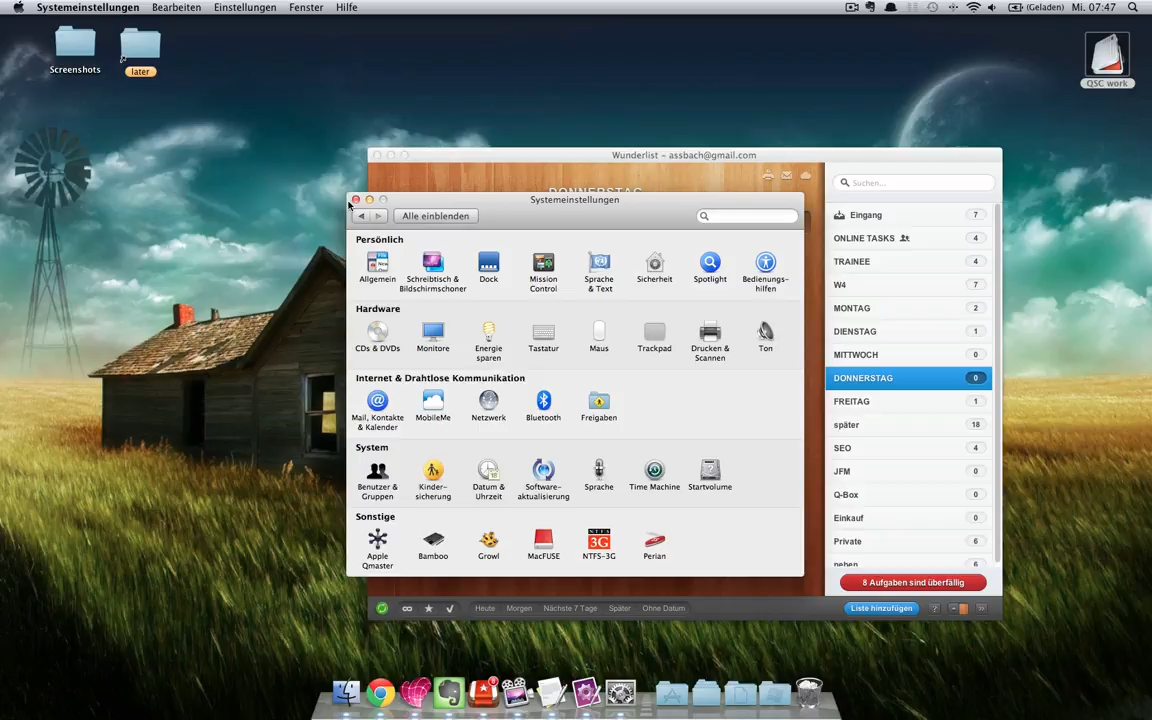 Systemeinstellungen Bearbeiten Einstellungen Fenster Hilfe
(Geladen) Mi. 07:47
Screenshots
later
QSC work
Wunderlist – assbach@gmail.com
DONNERSTAG
Suchen...
Eingang 7
ONLINE TASKS 4
TRAINEE 4
W4 7
MONTAG 2
DIENSTAG 1
MITTWOCH 0
DONNERSTAG 0
FREITAG 1
später 18
SEO 4
JFM 0
Q-Box 0
Einkauf 0
Private 6
neben 6
8 Aufgaben sind überfällig
Liste hinzufügen ?
Heute Morgen Nächste 7 Tage Später Ohne Datum
Systemeinstellungen
Alle einblenden
Persönlich
Allgemein
Schreibtisch &
Bildschirmschoner
Dock
Mission
Control
Sprache
& Text
Sicherheit
Spotlight
Bedienungs-
hilfen
Hardware
CDs & DVDs
Monitore
Energie
sparen
Tastatur
Maus
Trackpad
Drucken &
Scannen
Ton
Internet & Drahtlose Kommunikation
Mail, Kontakte
& Kalender
MobileMe
Netzwerk
Bluetooth
Freigaben
System
Benutzer &
Gruppen
Kinder-
sicherung
Datum &
Uhrzeit
Software-
aktualisierung
Sprache
Time Machine
Startvolume
Sonstige
Apple
Qmaster
Bamboo
Growl
MacFUSE
NTFS-3G
Perian